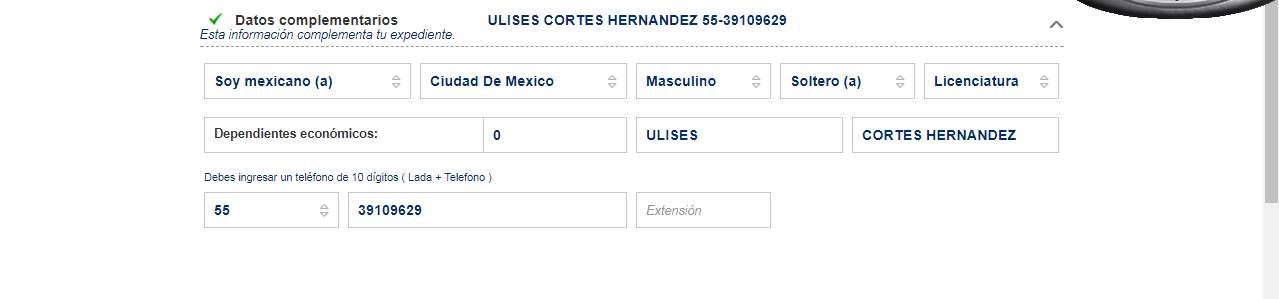 Datos complementarios ULISES CORTES HERNANDEZ 55-39109629
Esta información complementa tu expediente.
Soy mexicano (a) Ciudad De Mexico Masculino Soltero (a) Licenciatura
Dependientes económicos: 0 ULISES CORTES HERNANDEZ
Debes ingresar un teléfono de 10 dígitos ( Lada + Telefono )
55 39109629 Extensión